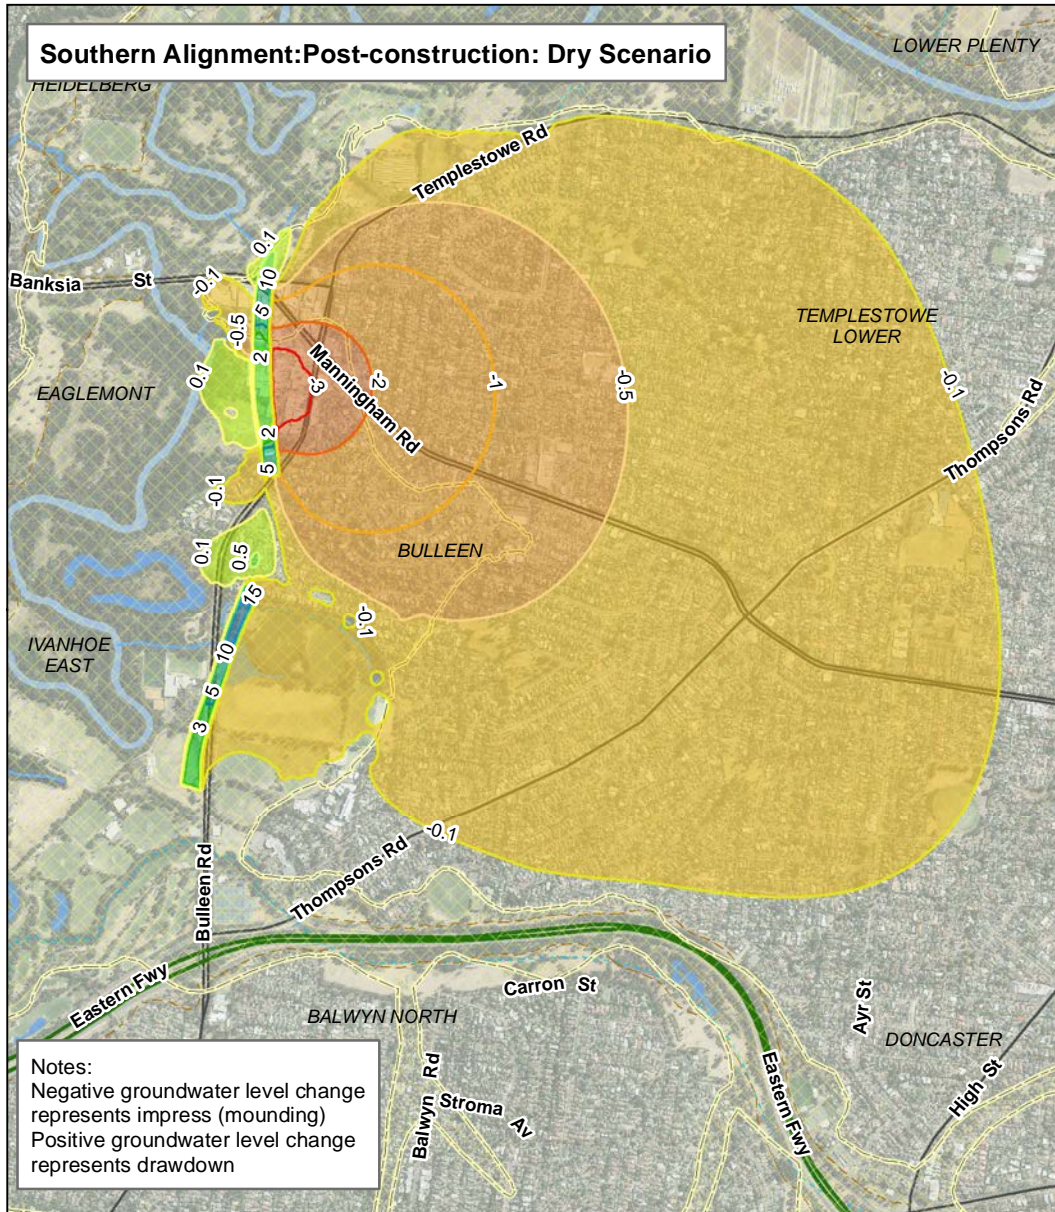 Southern Alignment:Post-construction: Dry Scenario
LOWER PLENTY
HEIDELBERG
Templestowe Rd
0.1
Banksia St
-0.1
10
5
-0.5
2
TEMPLESTOWE
LOWER
EAGLEMONT
0.1
Manningham Rd
-3
-2
-1
-0.5
-0.1
Thompsons Rd
2
5
-0.1
0.1
0.5
BULLEEN
15
-0.1
IVANHOE
EAST
10
5
3
-0.1
Bulleen Rd
Thompsons Rd
Eastern Fwy
Carron St
BALWYN NORTH
Ayr St
DONCASTER
High St
Balwyn Rd
Stroma Av
Eastern Fwy
Notes:
Negative groundwater level change
represents impress (mounding)
Positive groundwater level change
represents drawdown